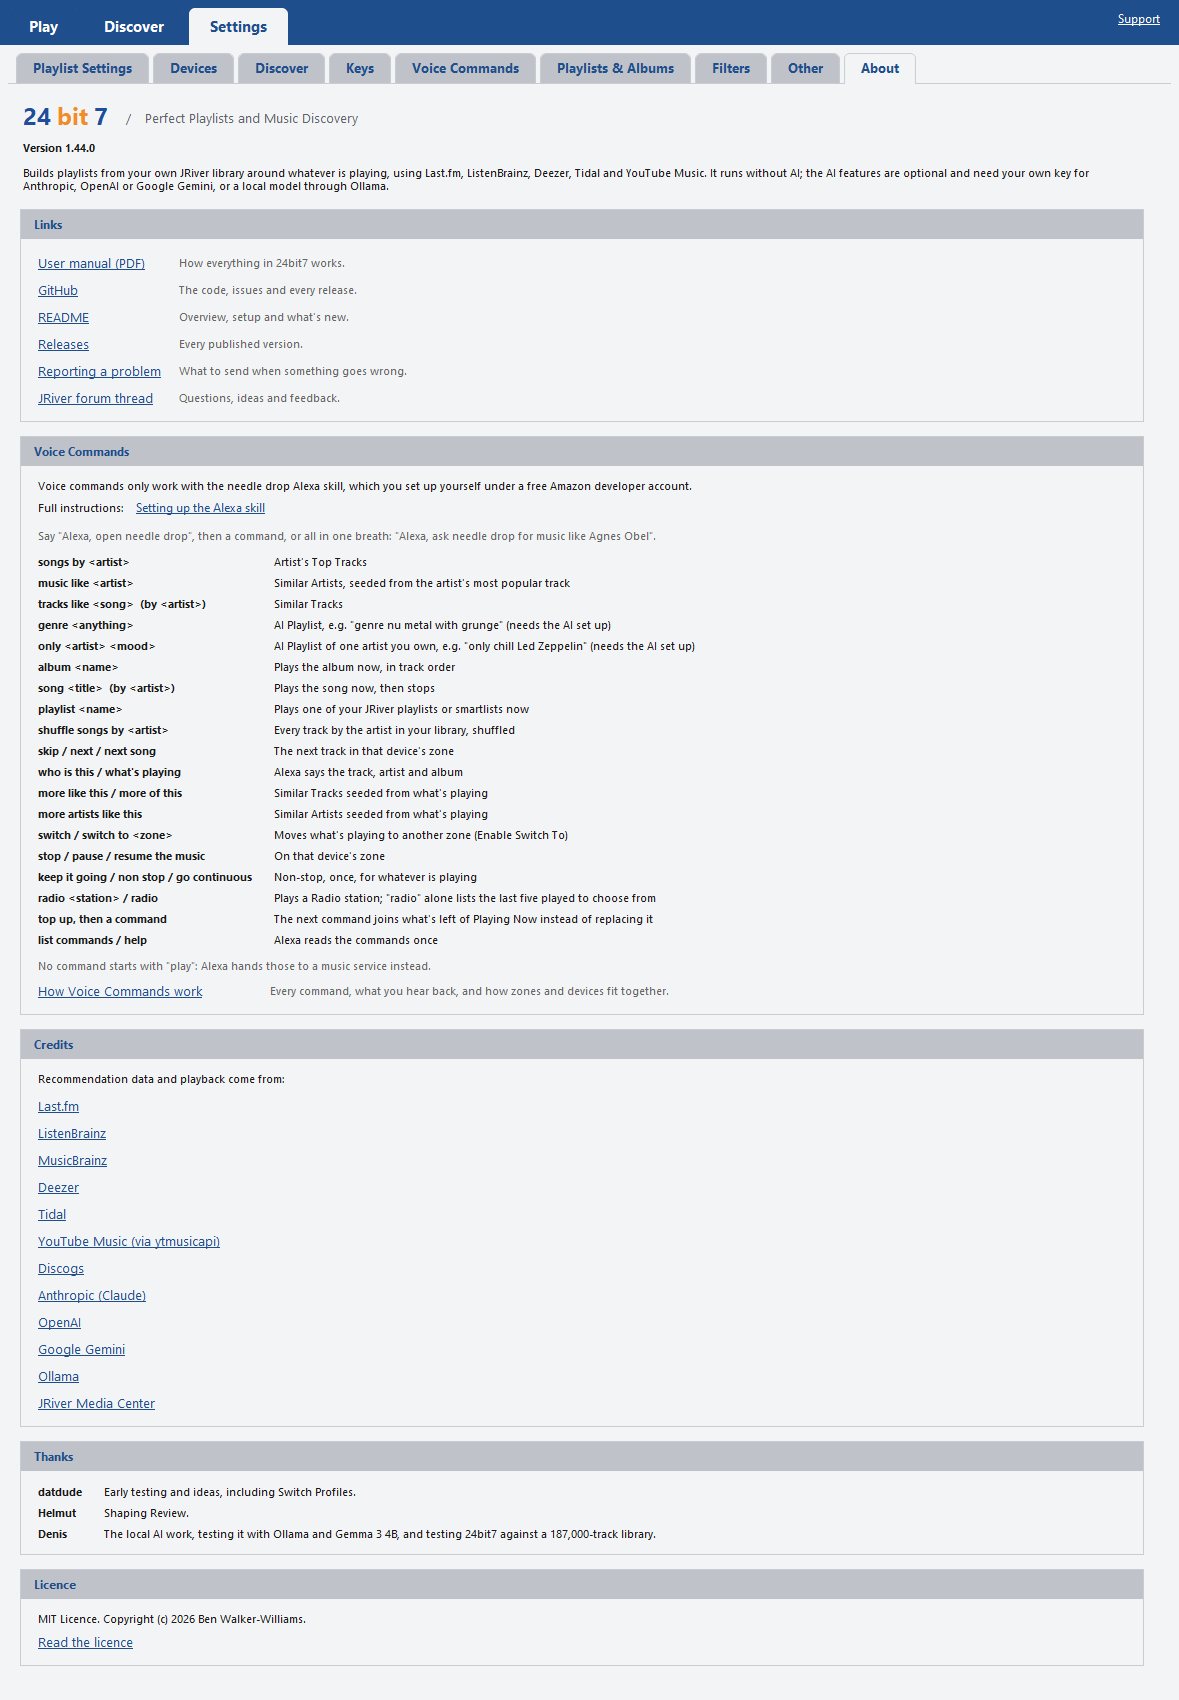 Play Discover Settings Support
Playlist Settings Devices Discover Keys Voice Commands Playlists & Albums Filters Other About
24 bit 7 / Perfect Playlists and Music Discovery
Version 1.44.0
Builds playlists from your own JRiver library around whatever is playing, using Last.fm, ListenBrainz, Deezer, Tidal and YouTube Music. It runs without AI; the AI features are optional and need your own key for
Anthropic, OpenAI or Google Gemini, or a local model through Ollama.
Links
User manual (PDF) How everything in 24bit7 works.
GitHub The code, issues and every release.
README Overview, setup and what's new.
Releases Every published version.
Reporting a problem What to send when something goes wrong.
JRiver forum thread Questions, ideas and feedback.
Voice Commands
Voice commands only work with the needle drop Alexa skill, which you set up yourself under a free Amazon developer account.
Full instructions: Setting up the Alexa skill
Say "Alexa, open needle drop", then a command, or all in one breath: "Alexa, ask needle drop for music like Agnes Obel".
songs by <artist> Artist's Top Tracks
music like <artist> Similar Artists, seeded from the artist's most popular track
tracks like <song> (by <artist>) Similar Tracks
genre <anything> AI Playlist, e.g. "genre nu metal with grunge" (needs the AI set up)
only <artist> <mood> AI Playlist of one artist you own, e.g. "only chill Led Zeppelin" (needs the AI set up)
album <name> Plays the album now, in track order
song <title> (by <artist>) Plays the song now, then stops
playlist <name> Plays one of your JRiver playlists or smartlists now
shuffle songs by <artist> Every track by the artist in your library, shuffled
skip / next / next song The next track in that device's zone
who is this / what's playing Alexa says the track, artist and album
more like this / more of this Similar Tracks seeded from what's playing
more artists like this Similar Artists seeded from what's playing
switch / switch to <zone> Moves what's playing to another zone (Enable Switch To)
stop / pause / resume the music On that device's zone
keep it going / non stop / go continuous Non-stop, once, for whatever is playing
radio <station> / radio Plays a Radio station; "radio" alone lists the last five played to choose from
top up, then a command The next command joins what's left of Playing Now instead of replacing it
list commands / help Alexa reads the commands once
No command starts with "play": Alexa hands those to a music service instead.
How Voice Commands work Every command, what you hear back, and how zones and devices fit together.
Credits
Recommendation data and playback come from:
Last.fm
ListenBrainz
MusicBrainz
Deezer
Tidal
YouTube Music (via ytmusicapi)
Discogs
Anthropic (Claude)
OpenAI
Google Gemini
Ollama
JRiver Media Center
Thanks
datdude Early testing and ideas, including Switch Profiles.
Helmut Shaping Review.
Denis The local AI work, testing it with Ollama and Gemma 3 4B, and testing 24bit7 against a 187,000-track library.
Licence
MIT Licence. Copyright (c) 2026 Ben Walker-Williams.
Read the licence